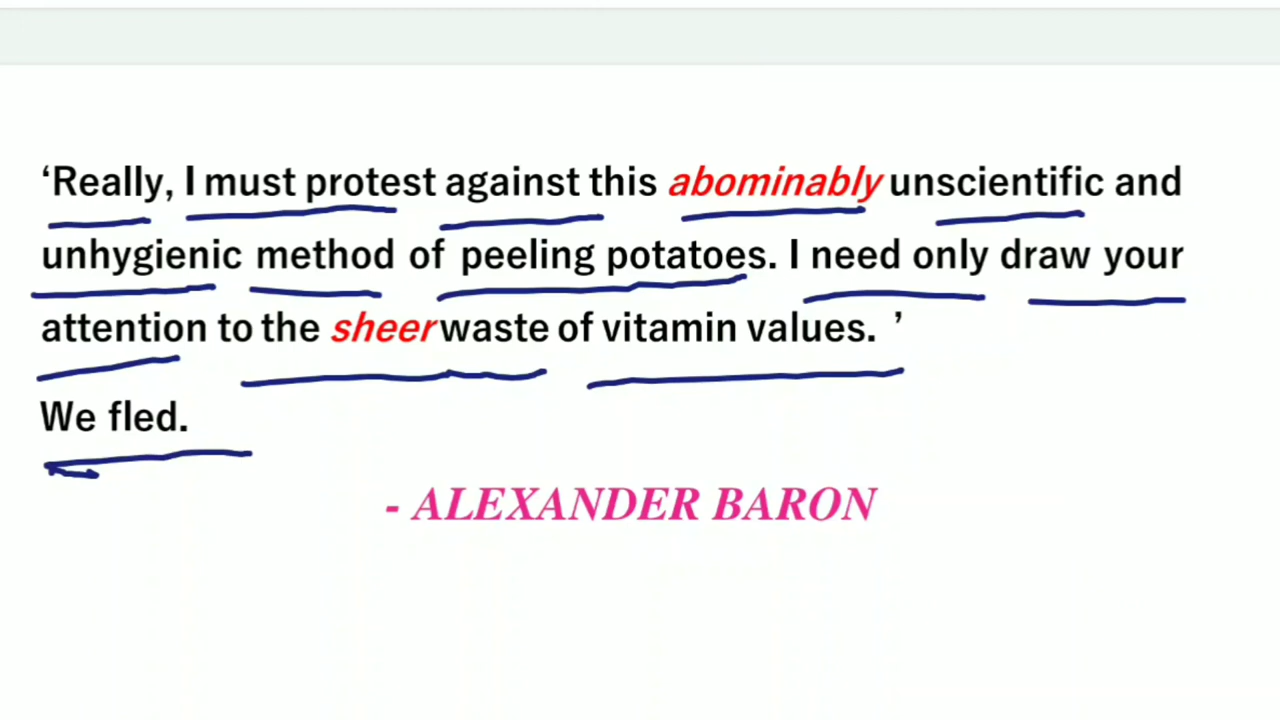 ‘Really, I must protest against this abominably unscientific and
unhygienic method of peeling potatoes. I need only draw your
attention to the sheer waste of vitamin values. ’
We fled.
- ALEXANDER BARON